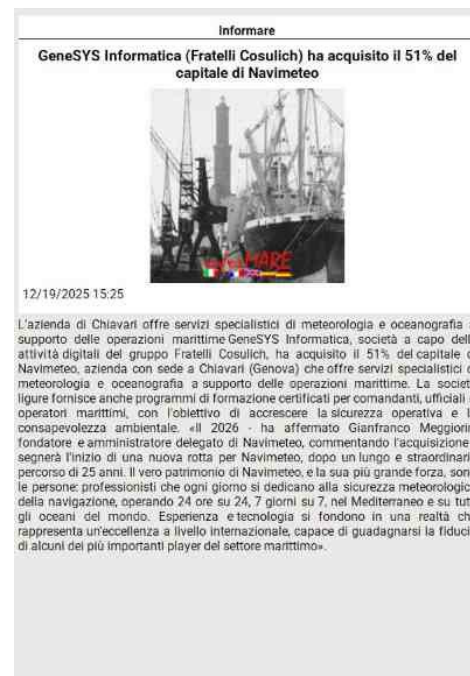 Informare
GeneSYS Informatica (Fratelli Cosulich) ha acquisito il 51% del
capitale di Navimeteo
inforMARE
12/19/2025 15:25
L'azienda di Chiavari offre servizi specialistici di meteorologia e oceanografia
supporto delle operazioni marittime GeneSYS Informatica, società a capo dell
attività digitali del gruppo Fratelli Cosulich, ha acquisito il 51% del capitale
Navimeteo, azienda con sede a Chiavari (Genova) che offre servizi specialistici
meteorologia e oceanografia a supporto delle operazioni marittime. La societ
ligure fornisce anche programmi di formazione certificati per comandanti, ufficiali
operatori marittimi, con l'obiettivo di accrescere la sicurezza operativa e
consapevolezza ambientale. «Il 2026 - ha affermato Gianfranco Meggiorin
fondatore e amministratore delegato di Navimeteo, commentando l'acquisizione
segnerà l'inizio di una nuova rotta per Navimeteo, dopo un lungo e straordinari
percorso di 25 anni. Il vero patrimonio di Navimeteo, e la sua più grande forza, son
le persone: professionisti che ogni giorno si dedicano alla sicurezza meteorologic
della navigazione, operando 24 ore su 24, 7 giorni su 7, nel Mediterraneo e su tut
gli oceani del mondo. Esperienza e tecnologia si fondono in una realtà ch
rappresenta un'eccellenza a livello internazionale, capace di guadagnarsi la fiduci
di alcuni dei più importanti player del settore marittimo».